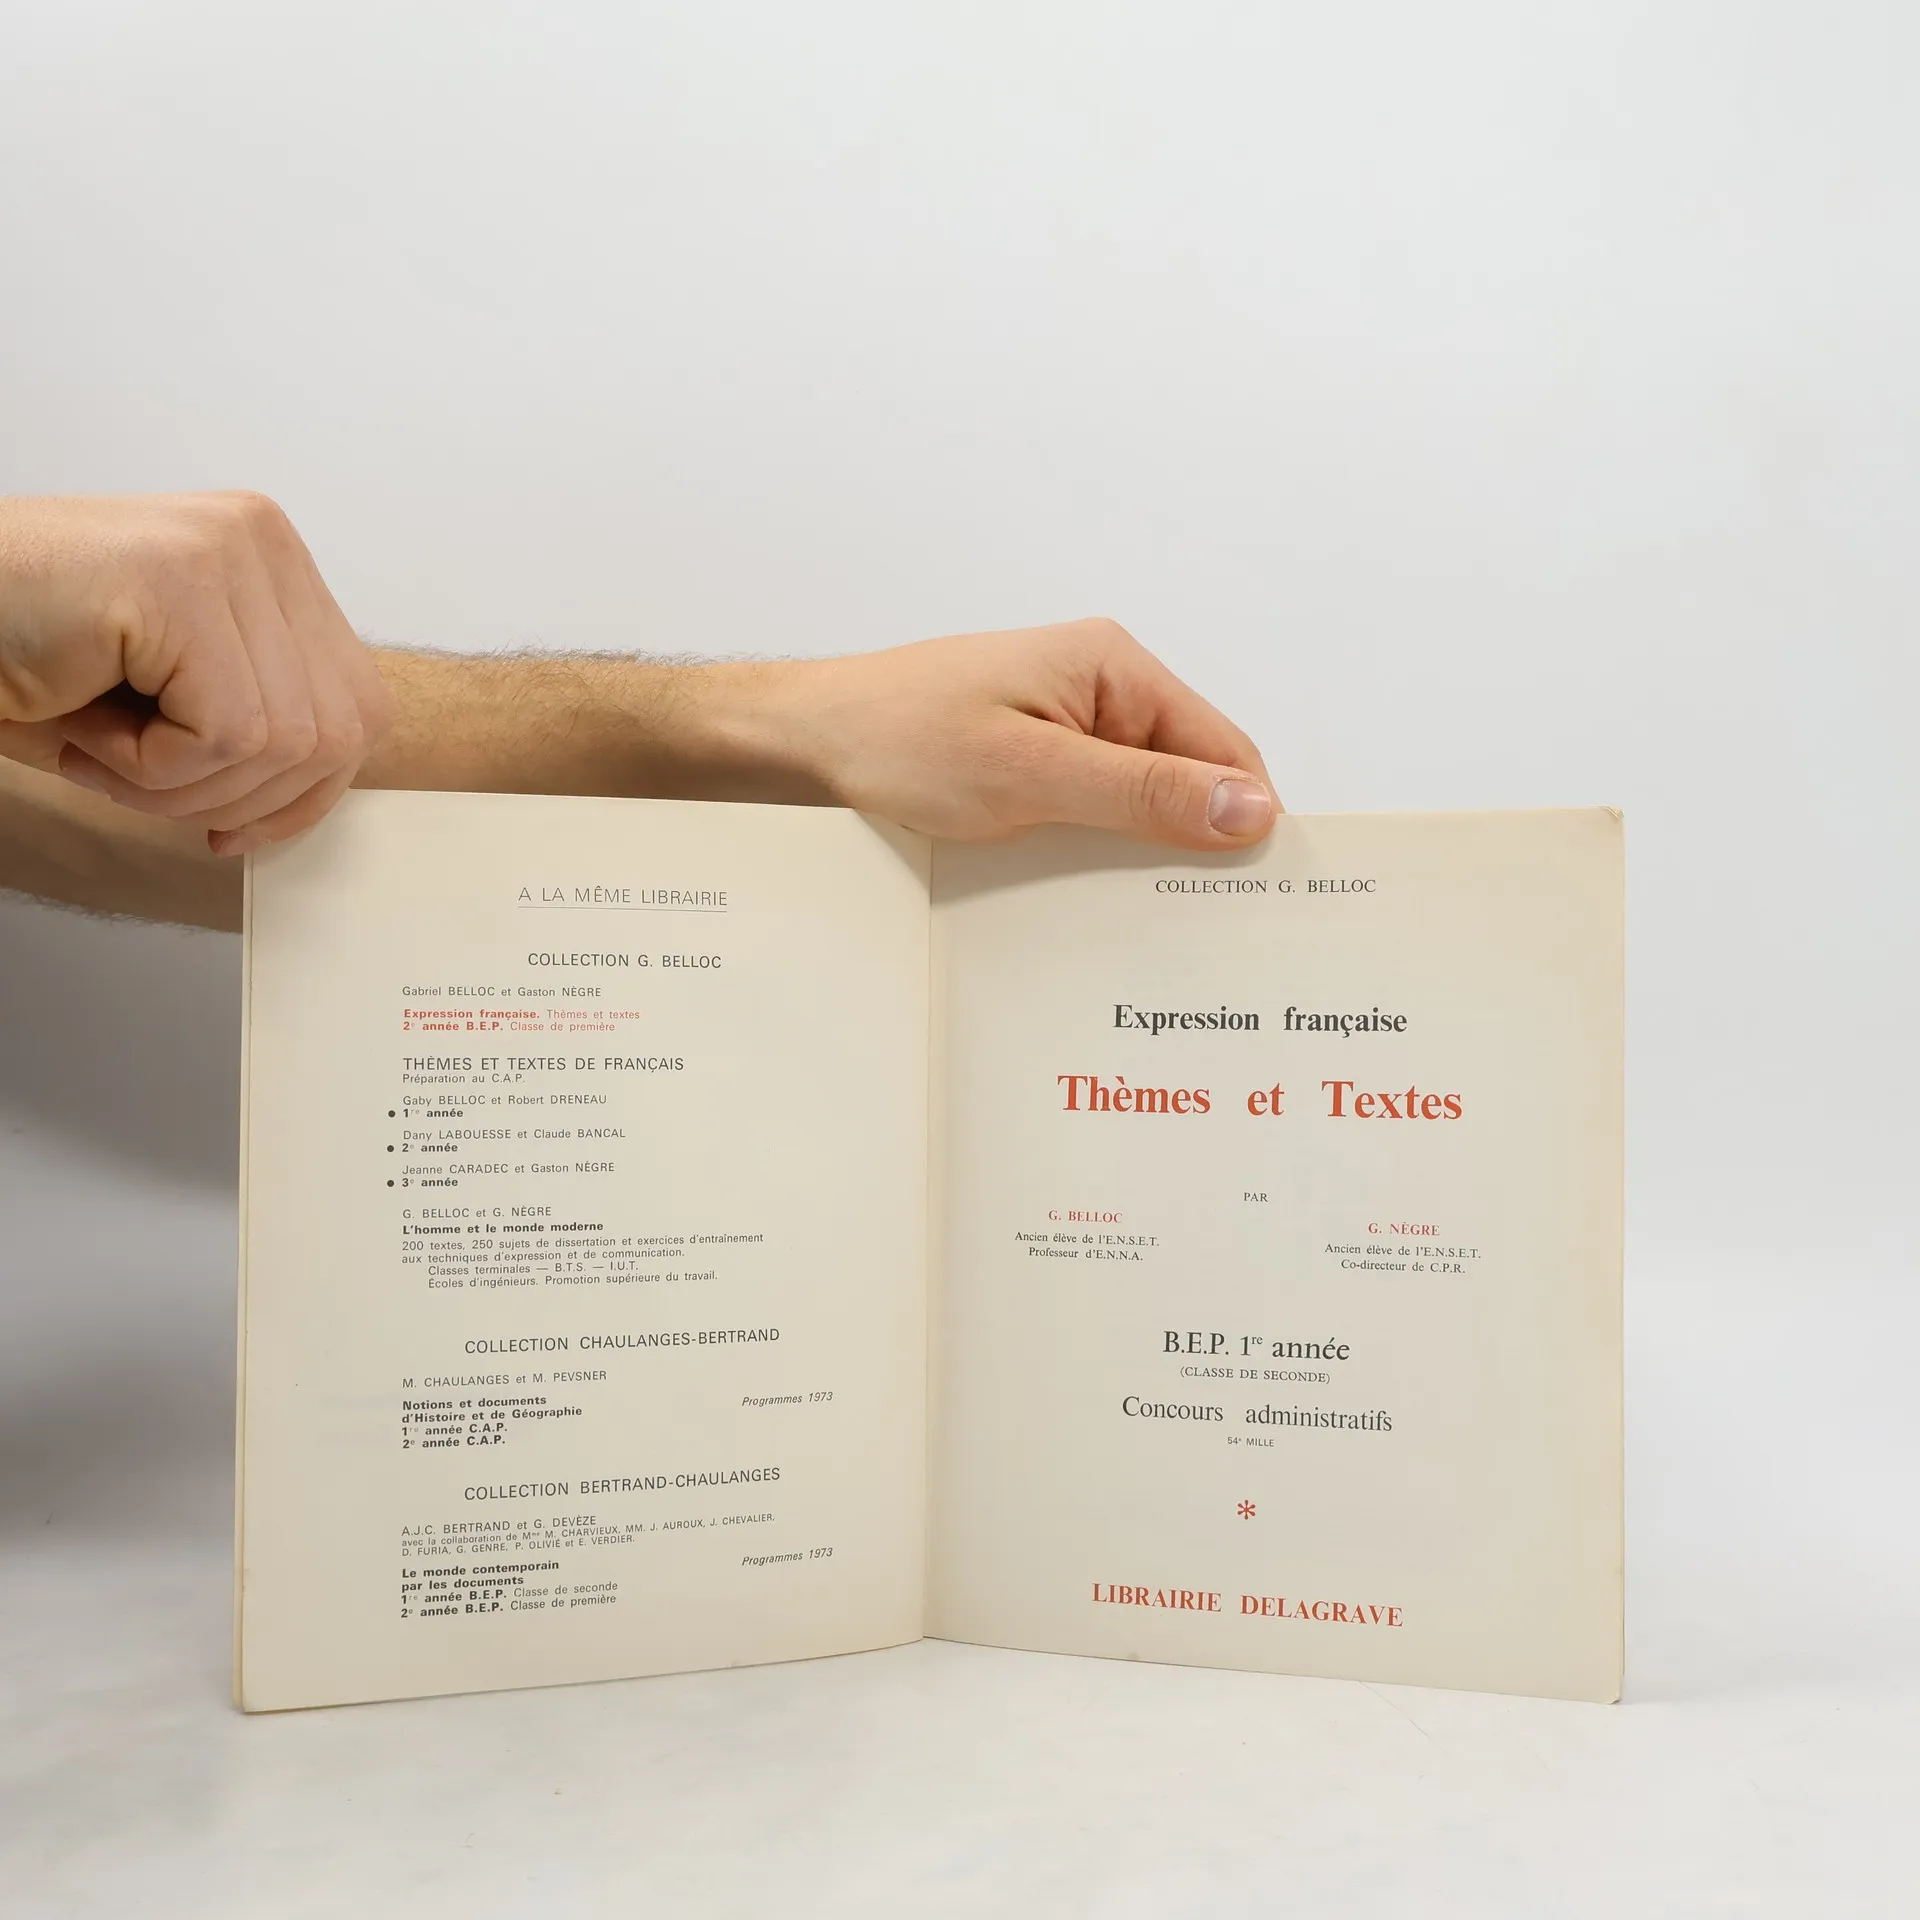 A LA MÊME LIBRAIRIE
COLLECTION G. BELLOC
Gabriel BELLOC et Gaston NÈGRE
Expression française. Thèmes et textes
2e année B.E.P. Classe de première
THÈMES ET TEXTES DE FRANÇAIS
Préparation au C.A.P.
Gaby BELLOC et Robert DRENEAU
● 1re année
Dany LABOUESSE et Claude BANCAL
● 2e année
Jeanne CARADEC et Gaston NÈGRE
● 3e année
G. BELLOC et G. NÈGRE
L'homme et le monde moderne
200 textes, 250 sujets de dissertation et exercices d'entraînement
aux techniques d'expression et de communication.
Classes terminales — B.T.S. — I.U.T.
Écoles d'ingénieurs. Promotion supérieure du travail.
COLLECTION CHAULANGES-BERTRAND
M. CHAULANGES et M. PEVSNER
Notions et documents Programmes 1973
d'Histoire et de Géographie
1re année C.A.P.
2e année C.A.P.
COLLECTION BERTRAND-CHAULANGES
A.J.C. BERTRAND et G. DEVÈZE
avec la collaboration de Mme M. CHARVIEUX, MM. J. AUROUX, J. CHEVALIER,
D. FURIA, G. GENRE, P. OLIVIÉ et E. VERDIER.
Le monde contemporain Programmes 1973
par les documents
1re année B.E.P. Classe de seconde
2e année B.E.P. Classe de première
COLLECTION G. BELLOC
Expression française
Thèmes et Textes
PAR
G. BELLOC
Ancien élève de l'E.N.S.E.T.
Professeur d'E.N.N.A.
G. NÈGRE
Ancien élève de l'E.N.S.E.T.
Co-directeur de C.P.R.
B.E.P. 1re année
(CLASSE DE SECONDE)
Concours administratifs
54e MILLE
*
LIBRAIRIE DELAGRAVE